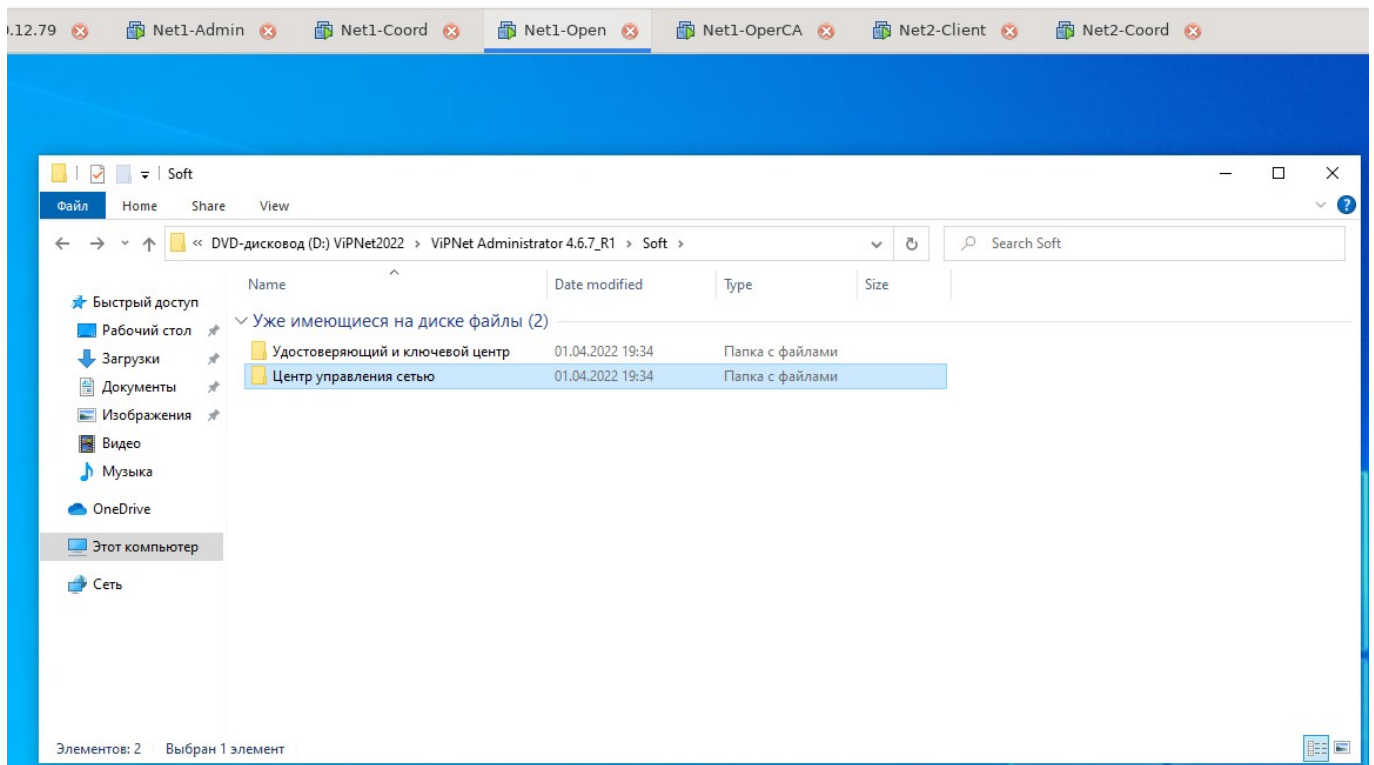 .12.79 Net1-Admin Net1-Coord Net1-Open Net1-OperCA Net2-Client Net2-Coord
Soft
Файл Home Share View
« DVD-дисковод (D:) ViPNet2022 › ViPNet Administrator 4.6.7_R1 › Soft › Search Soft
Name Date modified Type Size
Быстрый доступ
Уже имеющиеся на диске файлы (2)
Рабочий стол
Удостоверяющий и ключевой центр 01.04.2022 19:34 Папка с файлами
Загрузки
Центр управления сетью 01.04.2022 19:34 Папка с файлами
Документы
Изображения
Видео
Музыка
OneDrive
Этот компьютер
Сеть
Элементов: 2 Выбран 1 элемент